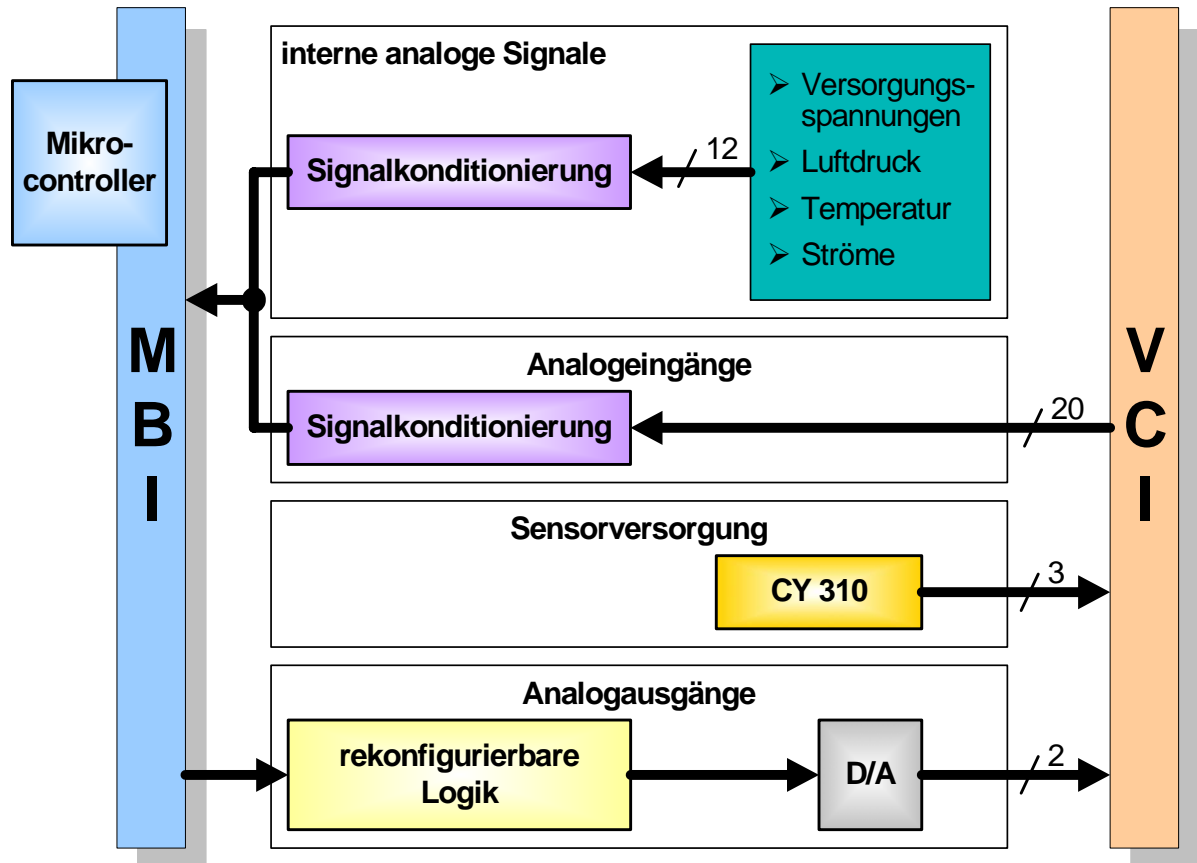 interne analoge Signale
Mikro-
controller
Signalkonditionierung
12
Versorgungs-
spannungen
Luftdruck
Temperatur
Ströme
M
B
I
V
C
I
Analogeingänge
Signalkonditionierung
20
Sensorversorgung
CY 310
3
Analogausgänge
rekonfigurierbare
Logik
D/A
2